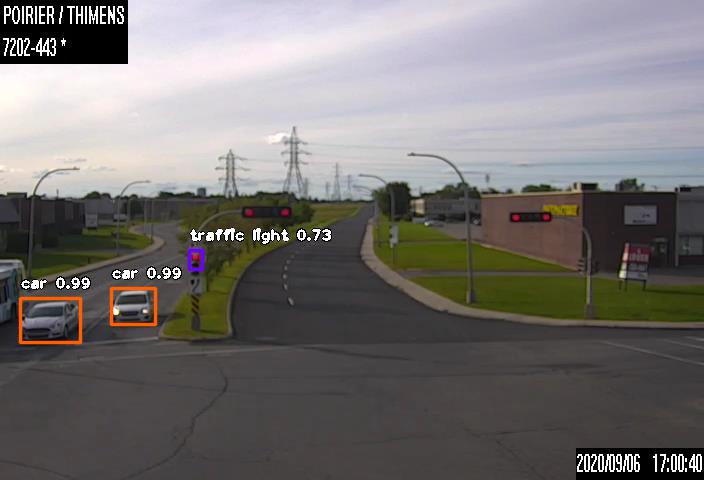 POIRIER / THIMENS
7202-443 *
traffic light 0.73
car 0.99
car 0.99
2020/09/06 17:00:40